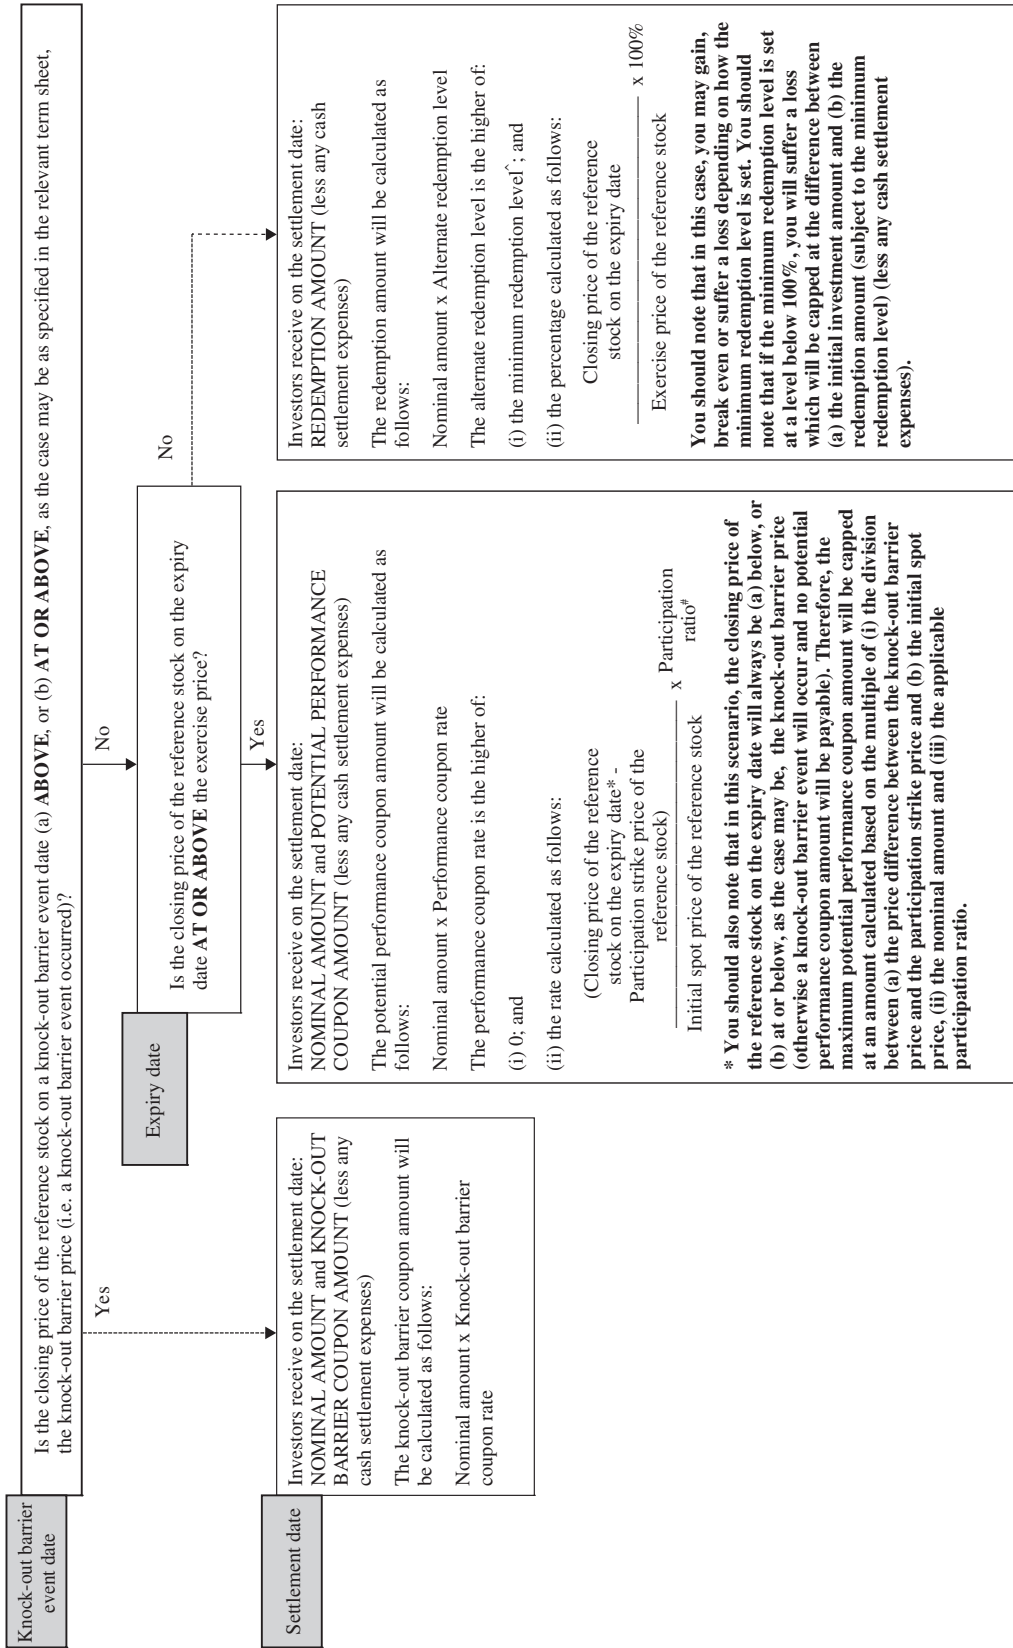 Knock-out barrier
event date
Is the closing price of the reference stock on a knock-out barrier event date (a) ABOVE, or (b) AT OR ABOVE, as the case may be as specified in the relevant term sheet,
the knock-out barrier price (i.e. a knock-out barrier event occurred)?
Yes
No
Expiry date
Is the closing price of the reference stock on the expiry
date AT OR ABOVE the exercise price?
Yes
No
Settlement date
Investors receive on the settlement date:
NOMINAL AMOUNT and KNOCK-OUT
BARRIER COUPON AMOUNT (less any
cash settlement expenses)
The knock-out barrier coupon amount will
be calculated as follows:
Nominal amount x Knock-out barrier
coupon rate
Investors receive on the settlement date:
NOMINAL AMOUNT and POTENTIAL PERFORMANCE
COUPON AMOUNT (less any cash settlement expenses)
The potential performance coupon amount will be calculated as
follows:
Nominal amount x Performance coupon rate
The performance coupon rate is the higher of:
(i) 0; and
(ii) the rate calculated as follows:
(Closing price of the reference
stock on the expiry date* -
Participation strike price of the
reference stock)
Initial spot price of the reference stock
x Participation
ratio#
* You should also note that in this scenario, the closing price of
the reference stock on the expiry date will always be (a) below, or
(b) at or below, as the case may be, the knock-out barrier price
(otherwise a knock-out barrier event will occur and no potential
performance coupon amount will be payable). Therefore, the
maximum potential performance coupon amount will be capped
at an amount calculated based on the multiple of (i) the division
between (a) the price difference between the knock-out barrier
price and the participation strike price and (b) the initial spot
price, (ii) the nominal amount and (iii) the applicable
participation ratio.
Investors receive on the settlement date:
REDEMPTION AMOUNT (less any cash
settlement expenses)
The redemption amount will be calculated as
follows:
Nominal amount x Alternate redemption level
The alternate redemption level is the higher of:
(i) the minimum redemption level^; and
(ii) the percentage calculated as follows:
Closing price of the reference
stock on the expiry date
Exercise price of the reference stock
x 100%
You should note that in this case, you may gain,
break even or suffer a loss depending on how the
minimum redemption level is set. You should
note that if the minimum redemption level is set
at a level below 100%, you will suffer a loss
which will be capped at the difference between
(a) the initial investment amount and (b) the
redemption amount (subject to the minimum
redemption level) (less any cash settlement
expenses).